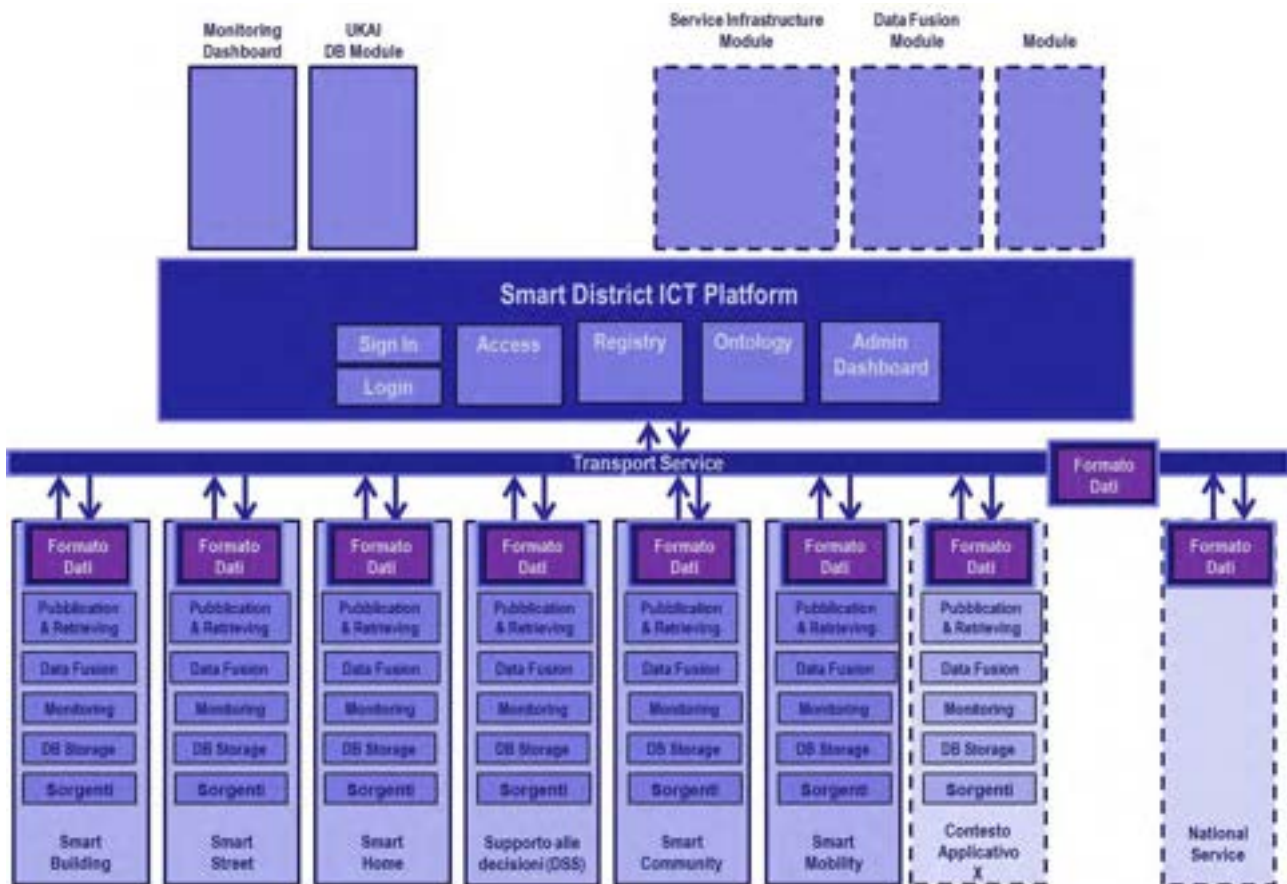 Monitoring
Dashboard
UKAI
DB Module
Service Infrastructure
Module
Data Fusion
Module
Module
Smart District ICT Platform
Sign In
Login
Access
Registry
Ontology
Admin
Dashboard
Transport Service
Formato
Dati
Formato
Dati
Pubblication
& Retrieving
Data Fusion
Monitoring
DB Storage
Sorgenti
Smart
Building
Formato
Dati
Pubblication
& Retrieving
Data Fusion
Monitoring
DB Storage
Sorgenti
Smart
Street
Formato
Dati
Pubblication
& Retrieving
Data Fusion
Monitoring
DB Storage
Sorgenti
Smart
Home
Formato
Dati
Pubblication
& Retrieving
Data Fusion
Monitoring
DB Storage
Sorgenti
Supporto alle
decisioni (DSS)
Formato
Dati
Pubblication
& Retrieving
Data Fusion
Monitoring
DB Storage
Sorgenti
Smart
Community
Formato
Dati
Pubblication
& Retrieving
Data Fusion
Monitoring
DB Storage
Sorgenti
Smart
Mobility
Formato
Dati
Pubblication
& Retrieving
Data Fusion
Monitoring
DB Storage
Sorgenti
Contesto
Applicativo
X
Formato
Dati
National
Service